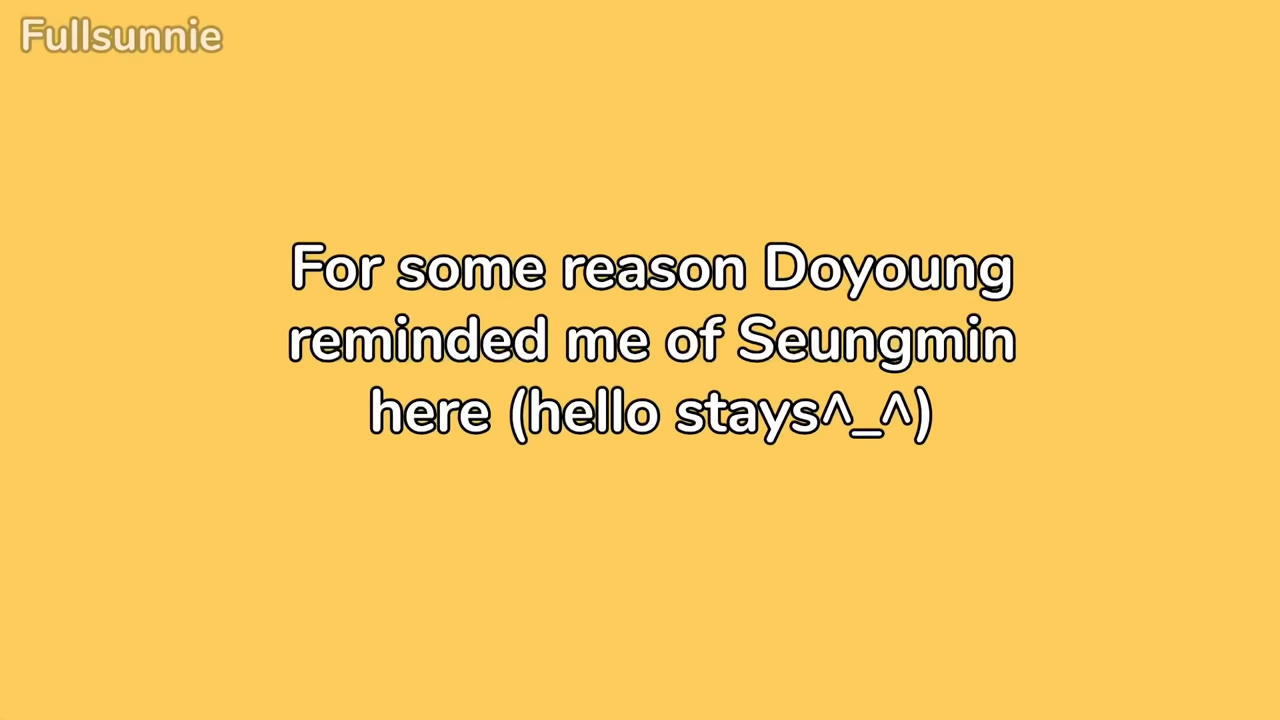 Fullsunnie
For some reason Doyoung
reminded me of Seungmin
here (hello stays^_^)